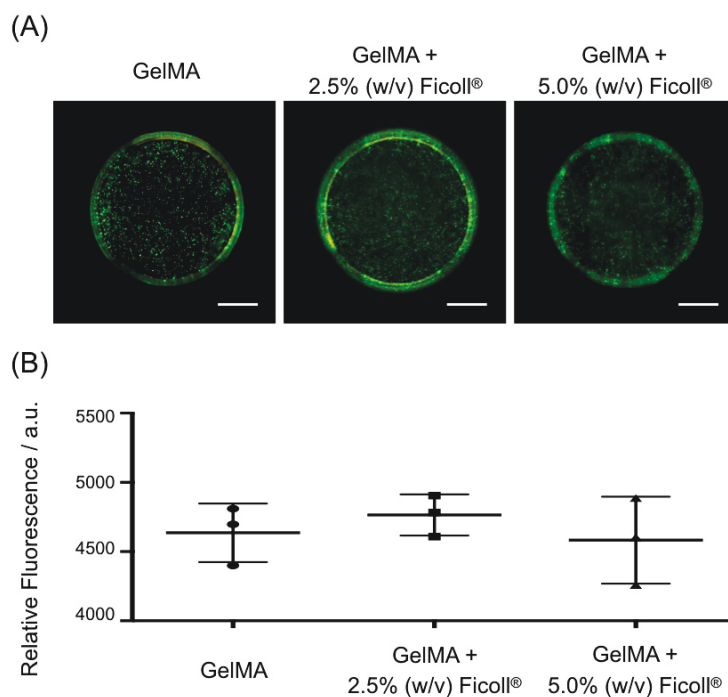 (A)
GelMA
GelMA +
2.5% (w/v) Ficoll®
GelMA +
5.0% (w/v) Ficoll®
(B)
Relative Fluorescence / a.u.
5500
5000
4500
4000
GelMA
GelMA +
2.5% (w/v) Ficoll®
GelMA +
5.0% (w/v) Ficoll®